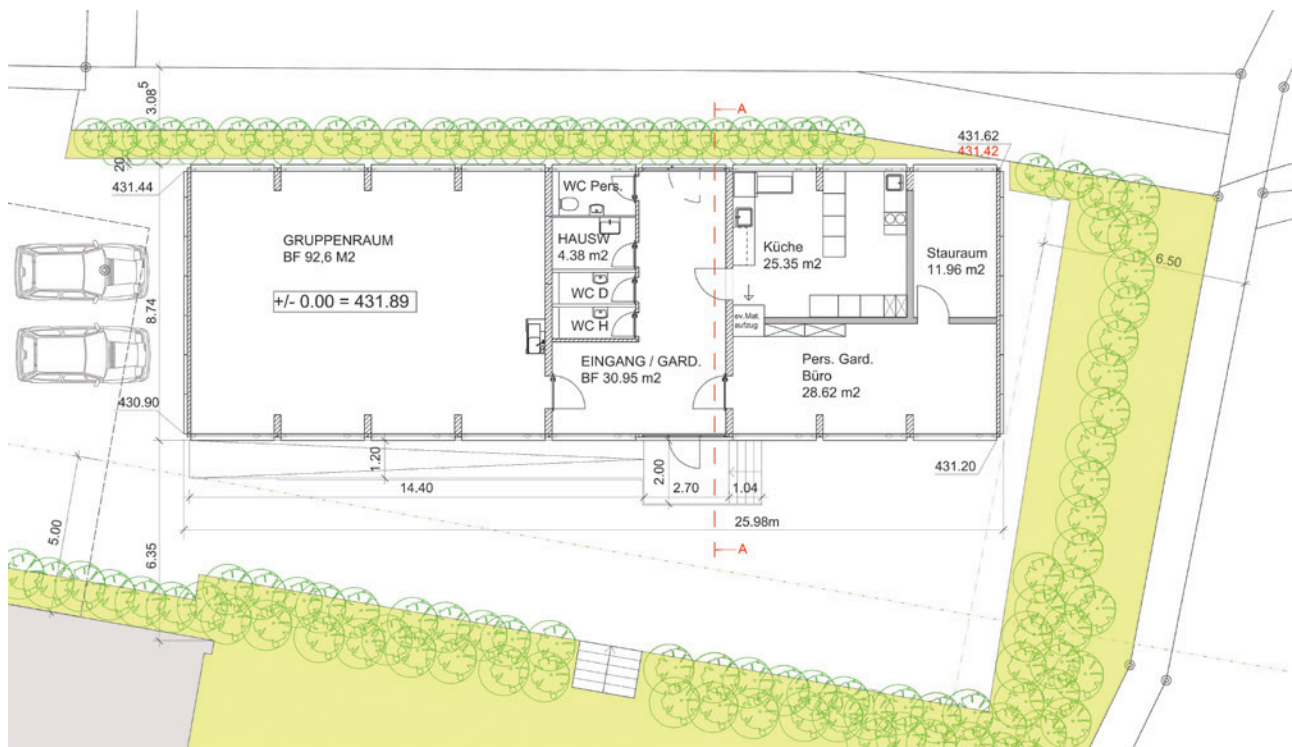 3.08⁵
A
20
431.62
431.42
431.44
WC Pers.
GRUPPENRAUM
BF 92,6 M2
HAUSW
4.38 m2
Küche
25.35 m2
Stauraum
11.96 m2
6.50
+/- 0.00 = 431.89
WC D
WC H
8.74
ev.Mat.
aufzug
EINGANG / GARD.
BF 30.95 m2
Pers. Gard.
Büro
28.62 m2
430.90
431.20
1.20
2.00
14.40
2.70
1.04
25.98m
5.00
6.35
A